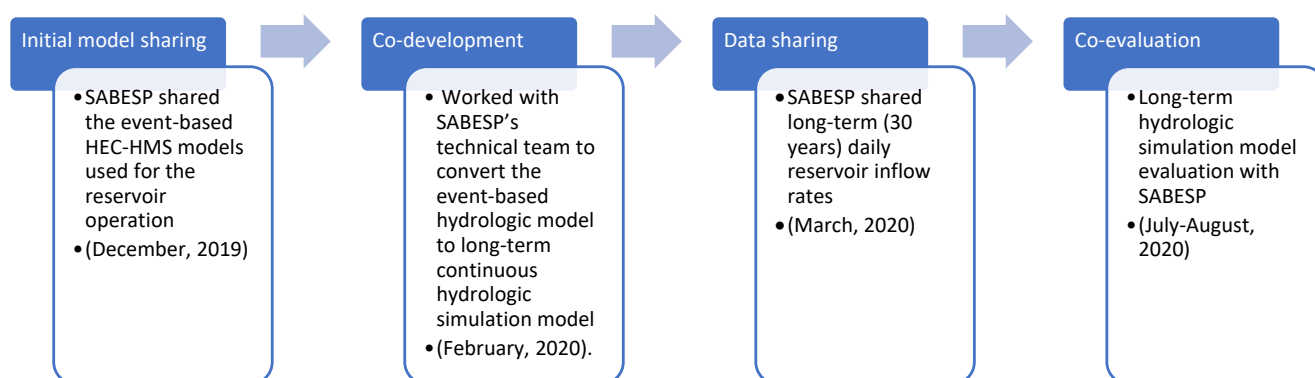 Initial model sharing
•SABESP shared
the event-based
HEC-HMS models
used for the
reservoir
operation
•(December, 2019)
Co-development
• Worked with
SABESP's
technical team to
convert the
event-based
hydrologic model
to long-term
continuous
hydrologic
simulation model
•(February, 2020).
Data sharing
•SABESP shared
long-term (30
years) daily
reservoir inflow
rates
•(March, 2020)
Co-evaluation
•Long-term
hydrologic
simulation model
evaluation with
SABESP
•(July-August,
2020)